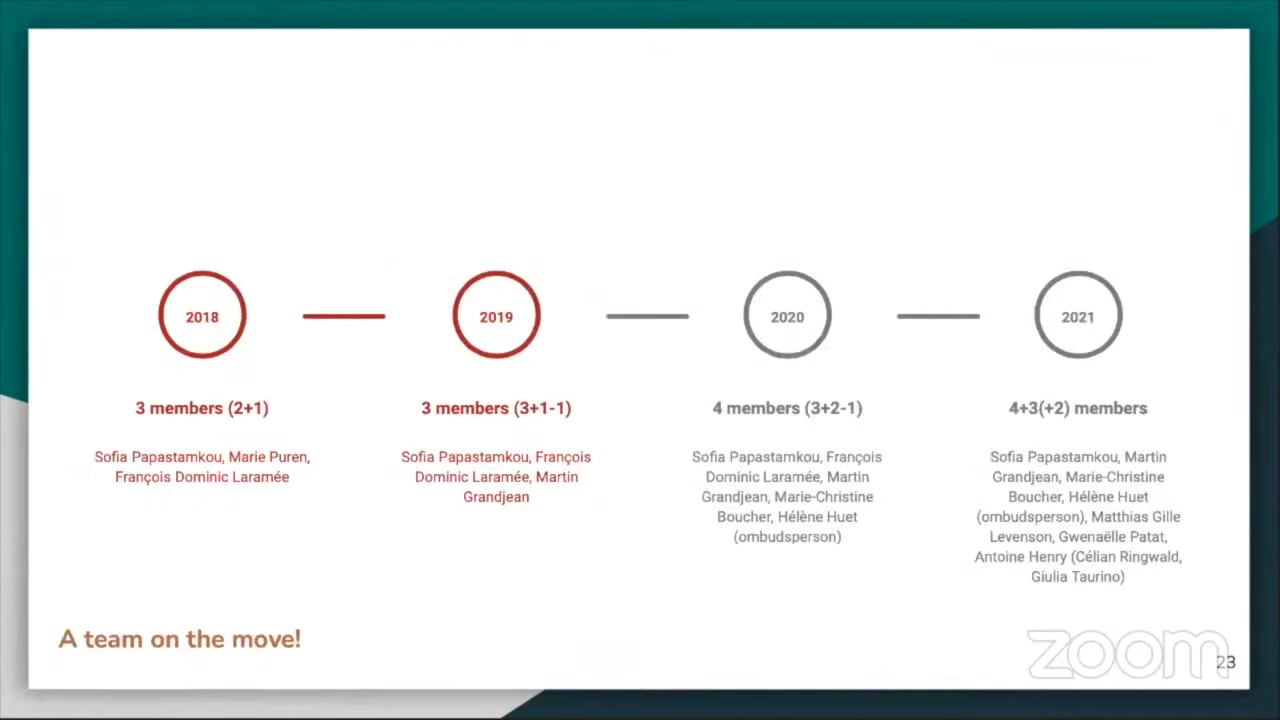 2018
2019
2020
2021
3 members (2+1)
3 members (3+1-1)
4 members (3+2-1)
4+3(+2) members
Sofia Papastamkou, Marie Puren,
François Dominic Laramée
Sofia Papastamkou, François
Dominic Laramée, Martin
Grandjean
Sofia Papastamkou, François
Dominic Laramée, Martin
Grandjean, Marie-Christine
Boucher, Hélène Huet
(ombudsperson)
Sofia Papastamkou, Martin
Grandjean, Marie-Christine
Boucher, Hélène Huet
(ombudsperson), Matthias Gille
Levenson, Gwenaëlle Patat,
Antoine Henry (Célian Ringwald,
Giulia Taurino)
A team on the move!
zoom
23